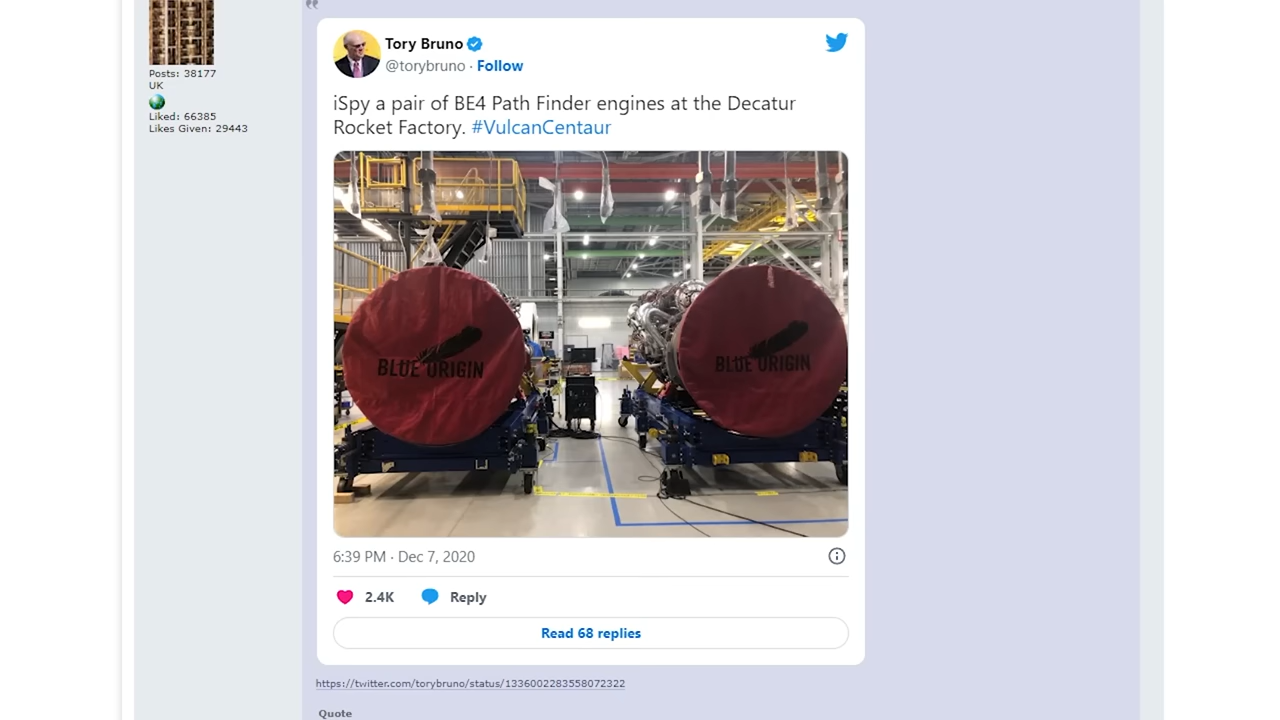 Posts: 38177
UK
Liked: 66385
Likes Given: 29443
Tory Bruno
@torybruno · Follow
iSpy a pair of BE4 Path Finder engines at the Decatur
Rocket Factory. #VulcanCentaur
BLUE ORIGIN
BLUE ORIGIN
6:39 PM · Dec 7, 2020
2.4K
Reply
Read 68 replies
https://twitter.com/torybruno/status/1336002283558072322
Quote